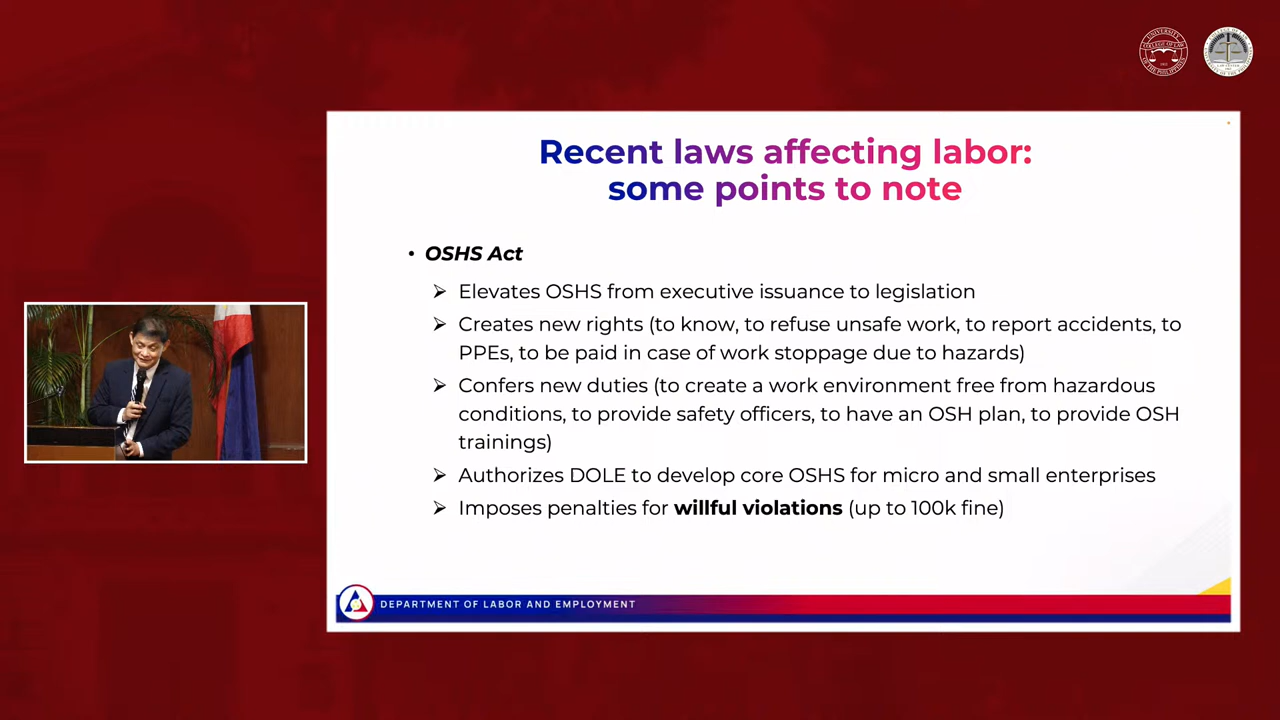 Recent laws affecting labor:
some points to note
• OSHS Act
➢ Elevates OSHS from executive issuance to legislation
➢ Creates new rights (to know, to refuse unsafe work, to report accidents, to
PPEs, to be paid in case of work stoppage due to hazards)
➢ Confers new duties (to create a work environment free from hazardous
conditions, to provide safety officers, to have an OSH plan, to provide OSH
trainings)
➢ Authorizes DOLE to develop core OSHS for micro and small enterprises
➢ Imposes penalties for willful violations (up to 100k fine)
DEPARTMENT OF LABOR AND EMPLOYMENT